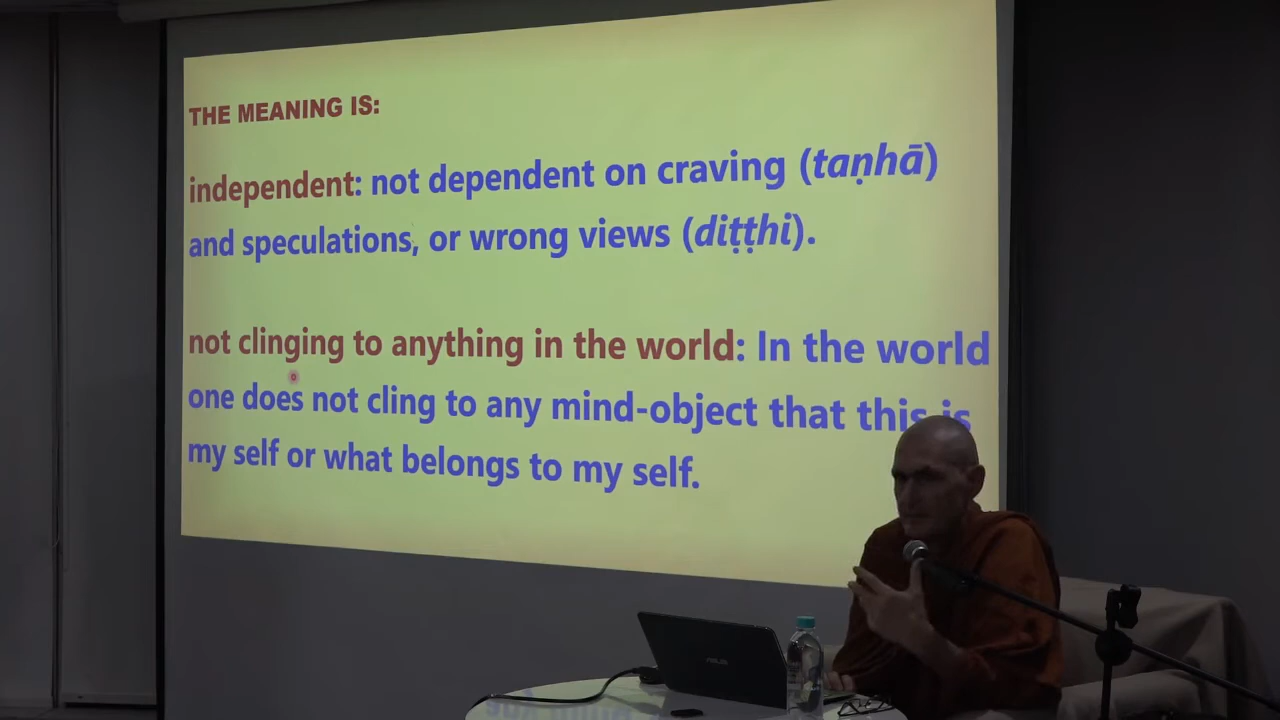 THE MEANING IS:
independent: not dependent on craving (taṇhā)
and speculations, or wrong views (diṭṭhi).
not clinging to anything in the world: In the world
one does not cling to any mind-object that this is
my self or what belongs to my self.
ASUS